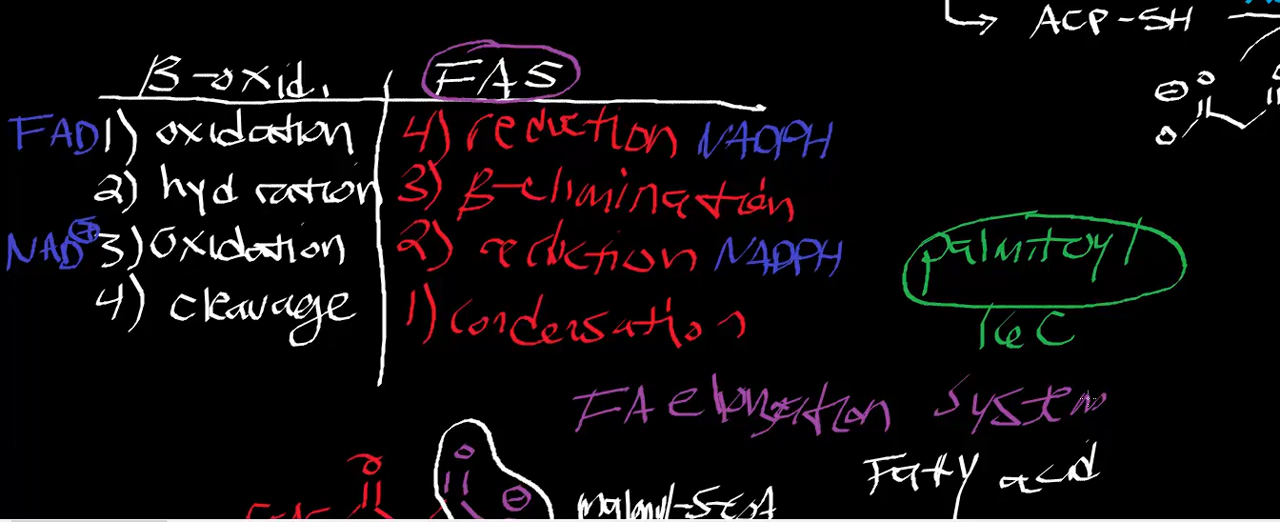 ACP-SH
β-oxid. FAS
FAD 1) oxidation 4) reduction NADPH
2) hydration 3) β-elimination
NAD⊕ 3) oxidation 2) reduction NADPH
4) cleavage 1) condensation
palmitoyl
16C
FA elongation system
Fatty acid
malonyl-SCoA